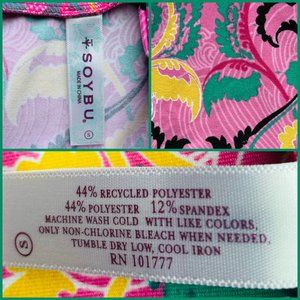 SOYBU.
MADE IN CHINA
S
44% RECYCLED POLYESTER
44% POLYESTER 12% SPANDEX
MACHINE WASH COLD WITH LIKE COLORS,
ONLY NON-CHLORINE BLEACH WHEN NEEDED,
TUMBLE DRY LOW, COOL IRON
RN 101777
S